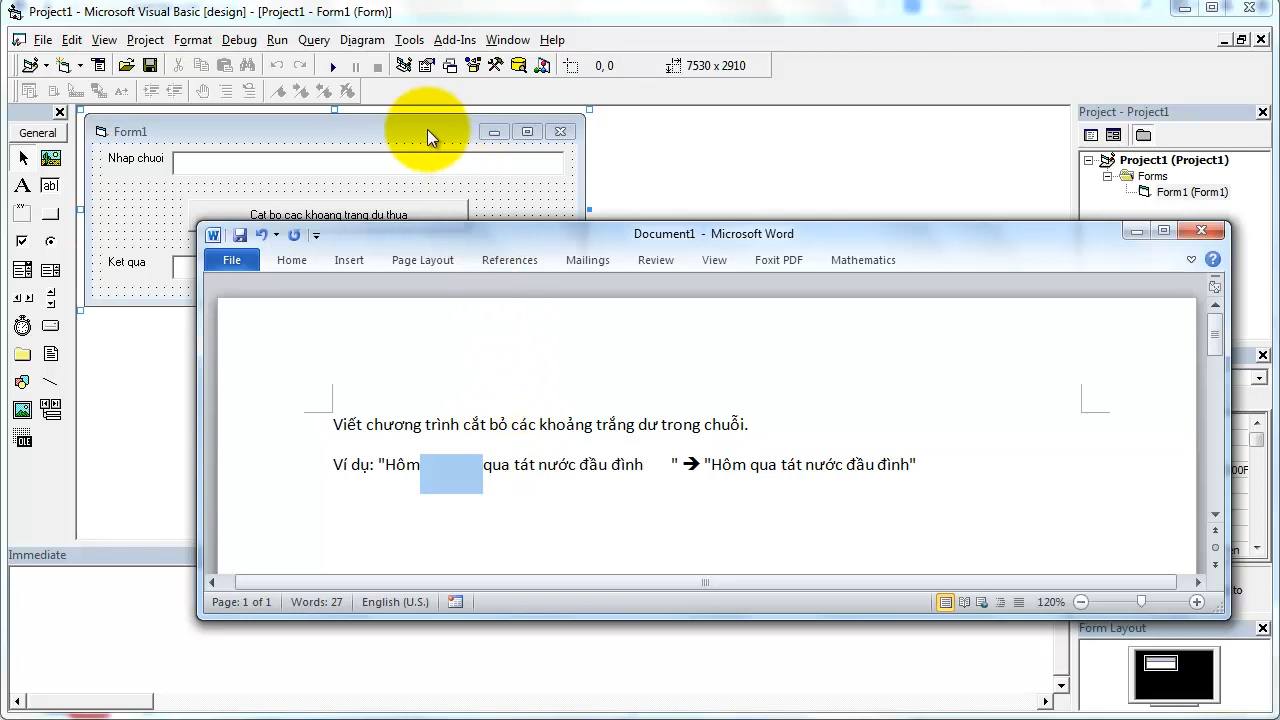 Project1 - Microsoft Visual Basic [design] - [Project1 - Form1 (Form)]
File Edit View Project Format Debug Run Query Diagram Tools Add-Ins Window Help
0, 0 7530 x 2910
General
Form1
Nhap chuoi
Cat bo cac khoang trang du thua
Ket qua
Project - Project1
Project1 (Project1)
Forms
Form1 (Form1)
Document1 - Microsoft Word
File Home Insert Page Layout References Mailings Review View Foxit PDF Mathematics
Viết chương trình cắt bỏ các khoảng trắng dư trong chuỗi.
Ví dụ: "Hôm qua tát nước đầu đình " ➔ "Hôm qua tát nước đầu đình"
Page: 1 of 1 Words: 27 English (U.S.) 120%
Immediate
Form Layout